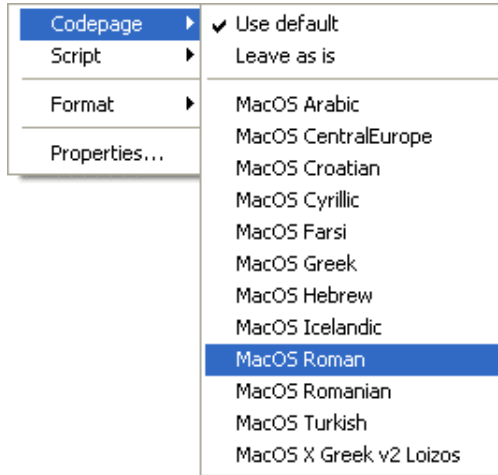 Codepage
Script
Format
Properties...
Use default
Leave as is
MacOS Arabic
MacOS CentralEurope
MacOS Croatian
MacOS Cyrillic
MacOS Farsi
MacOS Greek
MacOS Hebrew
MacOS Icelandic
MacOS Roman
MacOS Romanian
MacOS Turkish
MacOS X Greek v2 Loizos